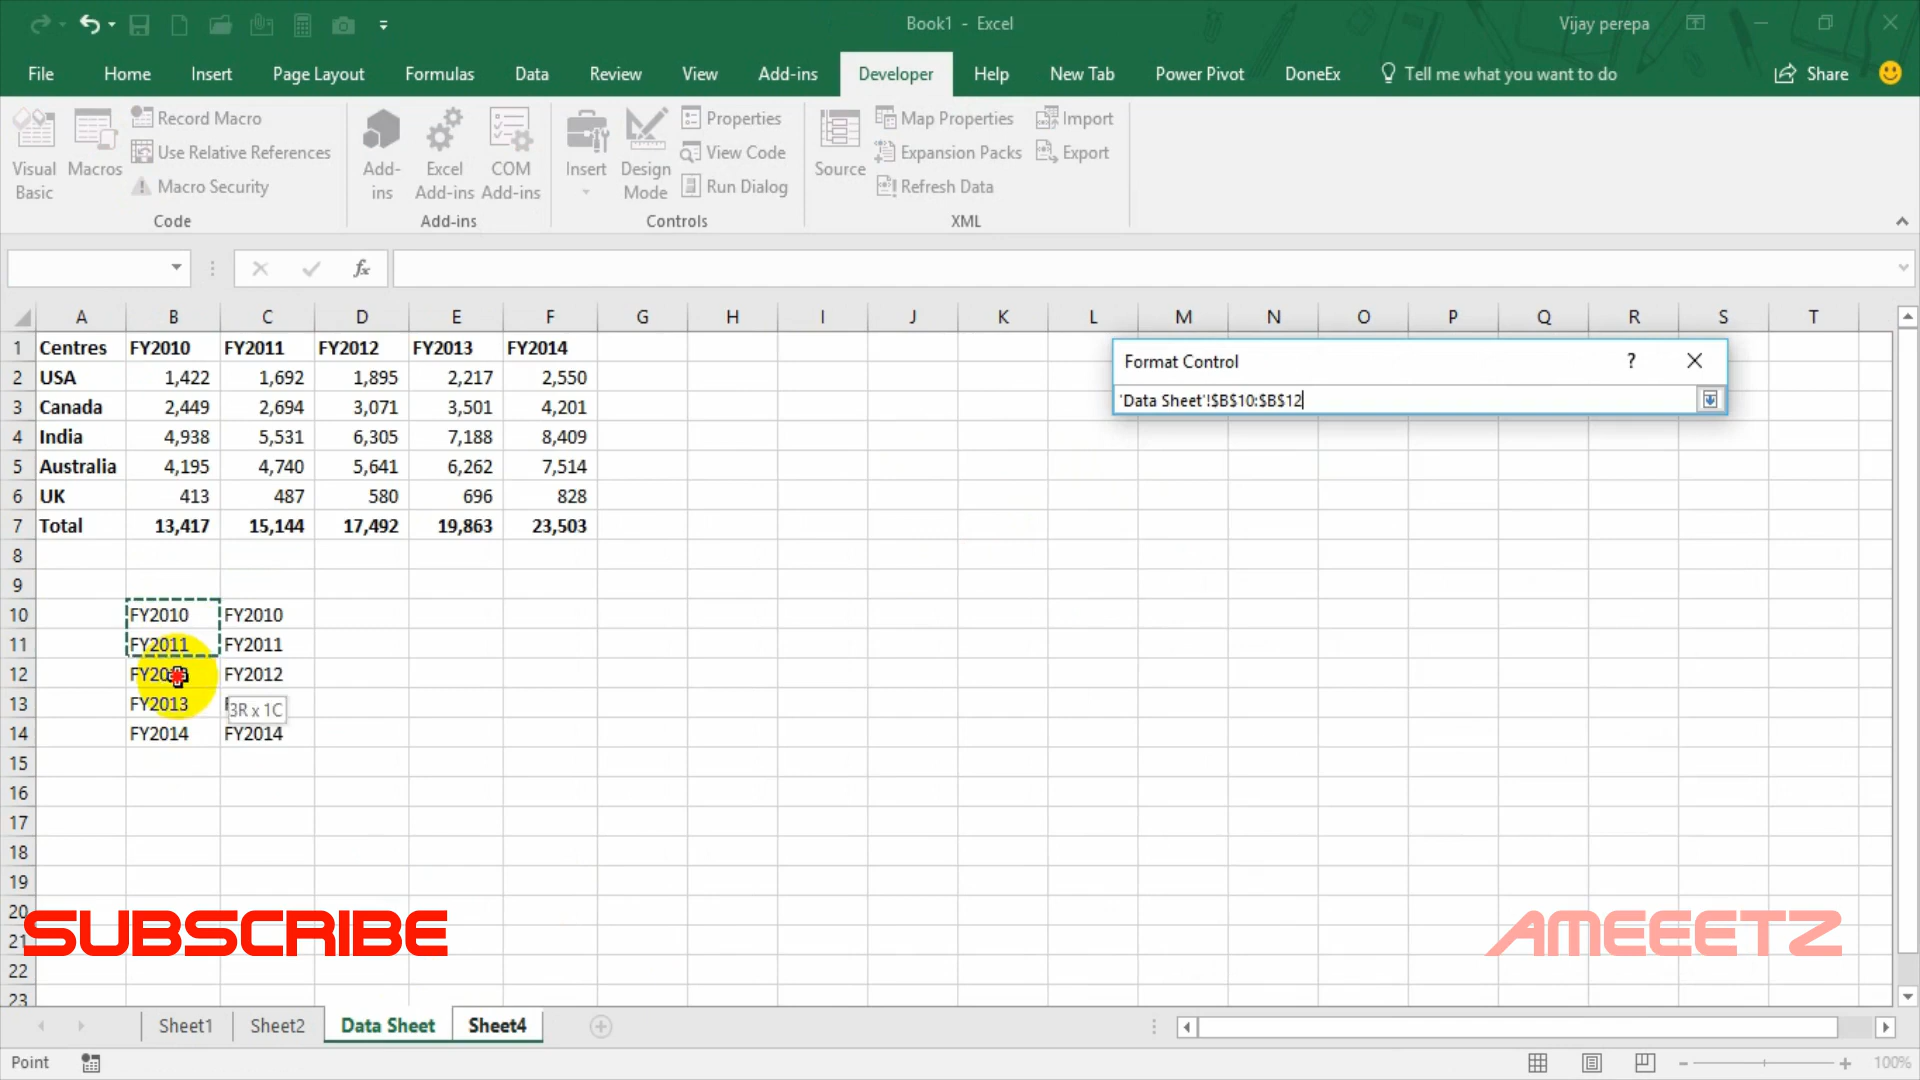 Book1 - Excel
Vijay perepa
File Home Insert Page Layout Formulas Data Review View Add-ins Developer Help New Tab Power Pivot DoneEx Tell me what you want to do Share
Visual Basic
Macros
Record Macro
Use Relative References
Macro Security
Code
Add-ins
Excel Add-ins
COM Add-ins
Add-ins
Insert
Design Mode
Properties
View Code
Run Dialog
Controls
Source
Map Properties
Expansion Packs
Refresh Data
Import
Export
XML
fx
A B C D E F G H I J K L M N O P Q R S T
1 Centres FY2010 FY2011 FY2012 FY2013 FY2014
2 USA 1,422 1,692 1,895 2,217 2,550
3 Canada 2,449 2,694 3,071 3,501 4,201
4 India 4,938 5,531 6,305 7,188 8,409
5 Australia 4,195 4,740 5,641 6,262 7,514
6 UK 413 487 580 696 828
7 Total 13,417 15,144 17,492 19,863 23,503
Format Control ?
'Data Sheet'!$B$10:$B$12
8
9
10 FY2010 FY2010
11 FY2011 FY2011
12 FY2012
13 FY2013
3R x 1C
14 FY2014 FY2014
15
16
17
18
19
20
21
22
23
SUBSCRIBE
AMEEETZ
Sheet1 Sheet2 Data Sheet Sheet4
Point
100%